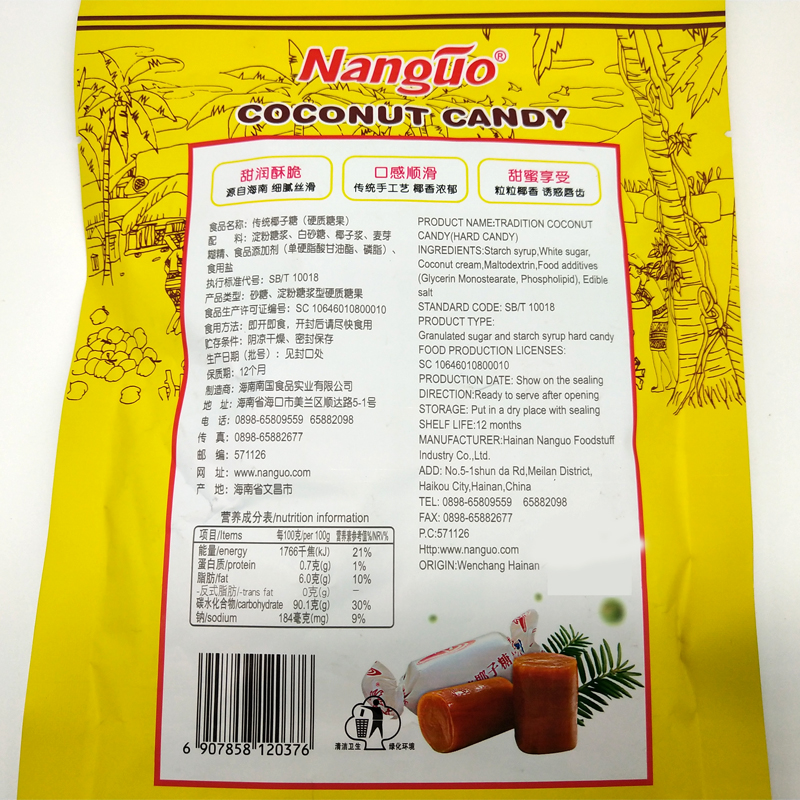 Nanguo®
COCONUT CANDY
甜润酥脆
源自海南 细腻丝滑
口感顺滑
传统手工艺 椰香浓郁
甜蜜享受
粒粒椰香 诱惑唇齿
食品名称：传统椰子糖（硬质糖果）
配 料：淀粉糖浆、白砂糖、椰子浆、麦芽
糊精、食品添加剂（单硬脂酸甘油酯、磷脂）、
食用盐
执行标准代号：SB/T 10018
产品类型：砂糖、淀粉糖浆型硬质糖果
食品生产许可证编号：SC 10646010800010
食用方法：即开即食，开封后请尽快食用
贮存条件：阴凉干燥、密封保存
生产日期（批号）：见封口处
保质期：12个月
制造商：海南南国食品实业有限公司
地 址：海南省海口市美兰区顺达路5-1号
电 话：0898-65809559 65882098
传 真：0898-65882677
邮 编：571126
网 址：www.nanguo.com
产 地：海南省文昌市
PRODUCT NAME:TRADITION COCONUT
CANDY(HARD CANDY)
INGREDIENTS:Starch syrup,White sugar,
Coconut cream,Maltodextrin,Food additives
(Glycerin Monostearate, Phospholipid), Edible
salt
STANDARD CODE: SB/T 10018
PRODUCT TYPE:
Granulated sugar and starch syrup hard candy
FOOD PRODUCTION LICENSES:
SC 10646010800010
PRODUCTION DATE: Show on the sealing
DIRECTION:Ready to serve after opening
STORAGE: Put in a dry place with sealing
SHELF LIFE:12 months
MANUFACTURER:Hainan Nanguo Foodstuff
Industry Co.,Ltd.
ADD: No.5-1shun da Rd,Meilan District,
Haikou City,Hainan,China
TEL: 0898-65809559 65882098
FAX: 0898-65882677
P.C:571126
Http:www.nanguo.com
ORIGIN:Wenchang Hainan
营养成分表/nutrition information
项目/Items 每100克/per 100g 营养素参考值%/NRV%
能量/energy 1766千焦(kJ) 21%
蛋白质/protein 0.7克(g) 1%
脂肪/fat 6.0克(g) 10%
-反式脂肪/-trans fat 0克(g) –
碳水化合物/carbohydrate 90.1克(g) 30%
钠/sodium 184毫克(mg) 9%
椰子糖
6 907858 120376
清洁卫生 绿化环境